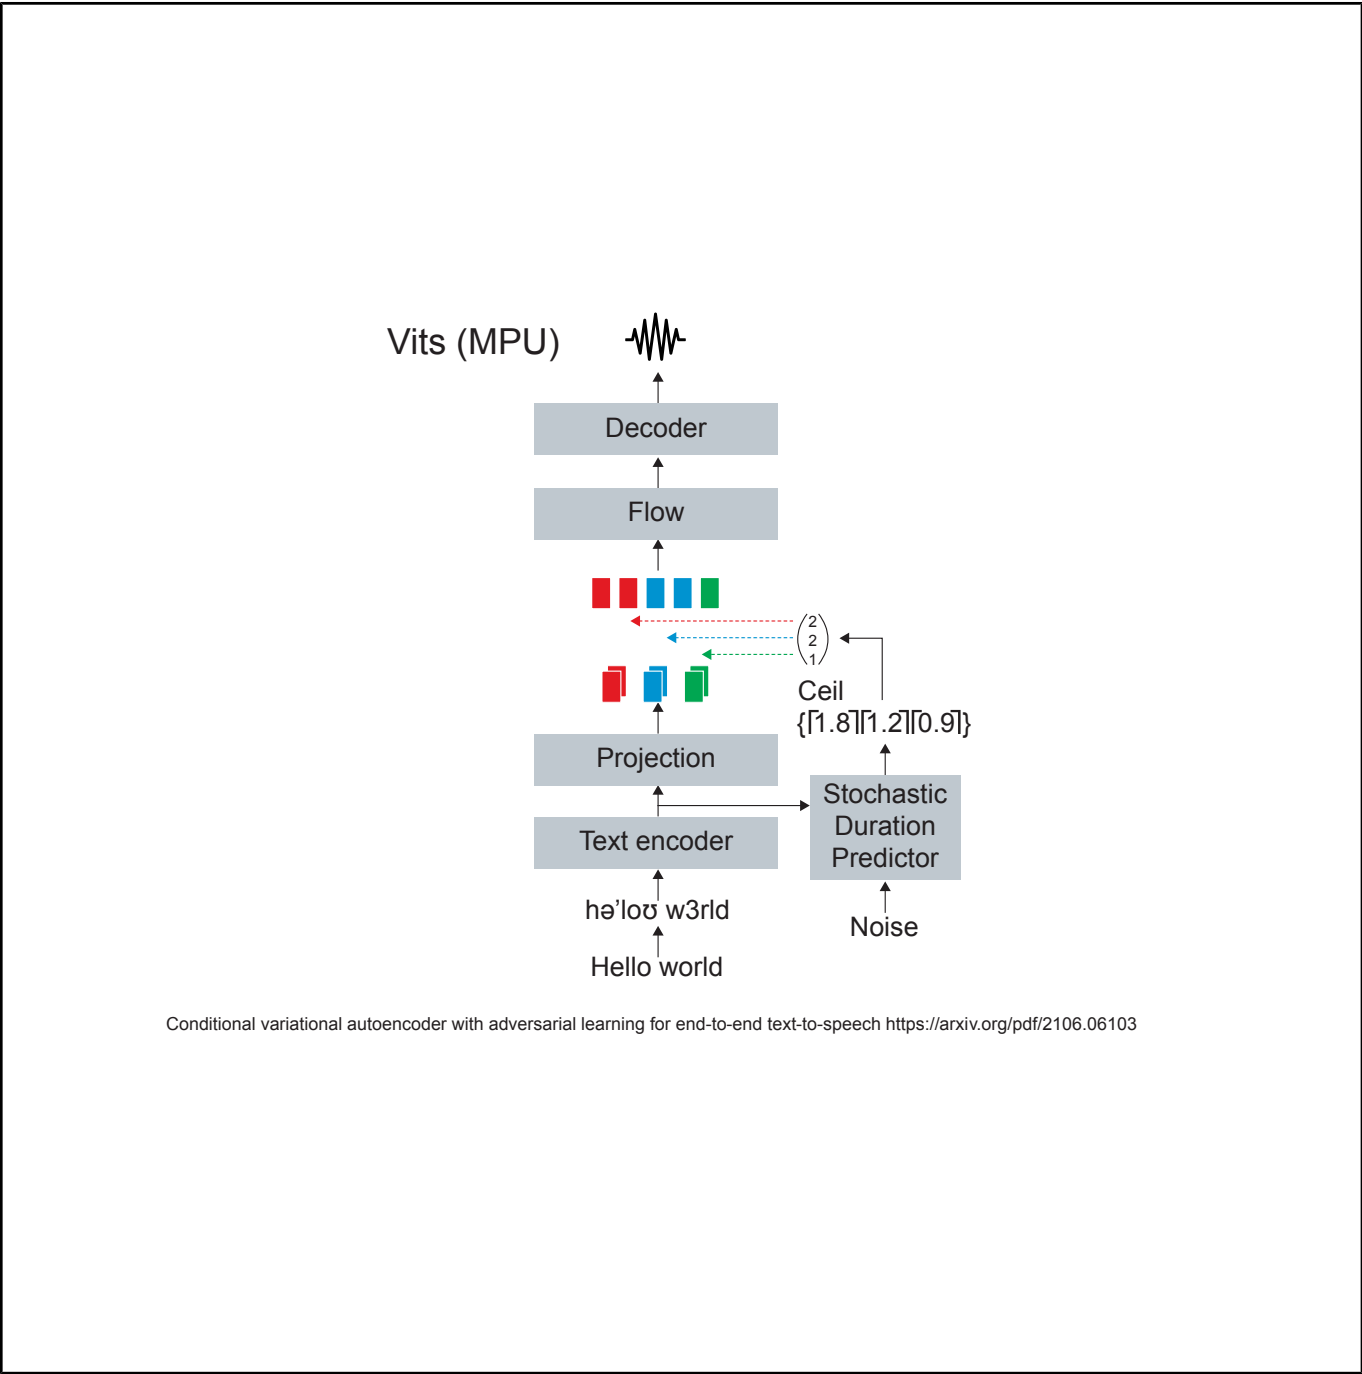 Vits (MPU)
Decoder
Flow
2
2
1
Ceil
{⌈1.8⌉⌈1.2⌉⌈0.9⌉}
Projection
Stochastic
Duration
Predictor
Text encoder
hə’loʊ w3rld
Noise
Hello world
Conditional variational autoencoder with adversarial learning for end-to-end text-to-speech https://arxiv.org/pdf/2106.06103